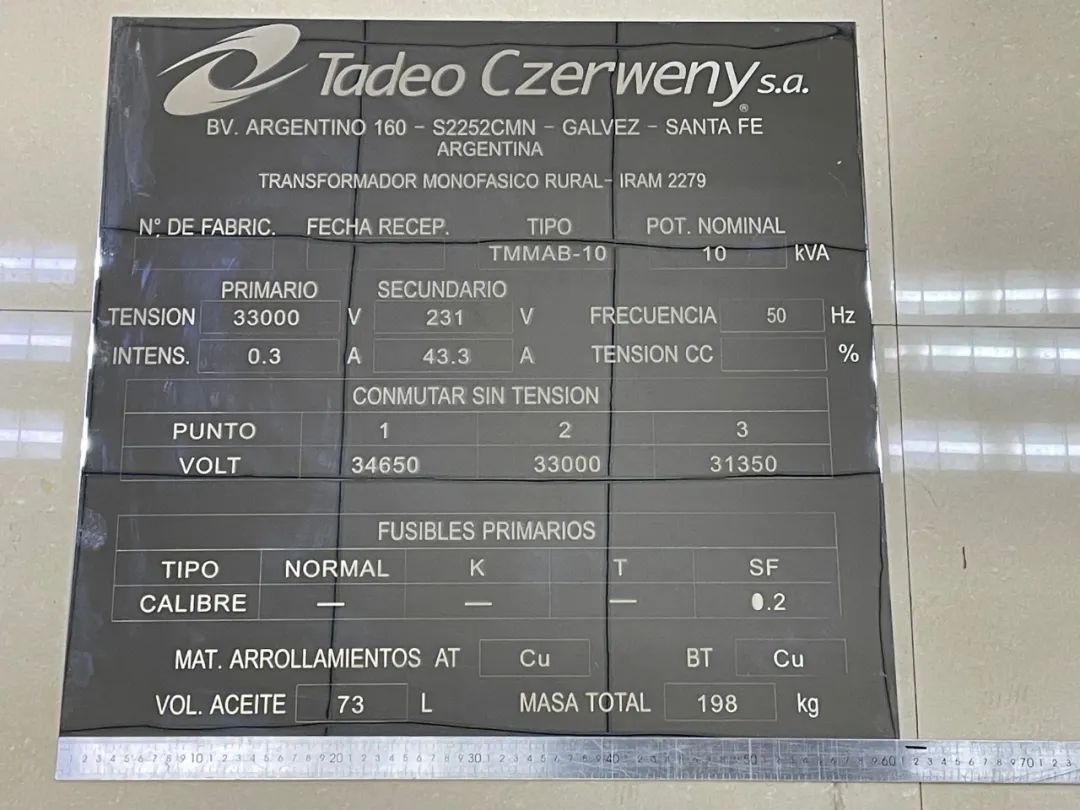 Tadeo Czerweny s.a.
®
BV. ARGENTINO 160 - S2252CMN - GALVEZ - SANTA FE
ARGENTINA
TRANSFORMADOR MONOFASICO RURAL- IRAM 2279
N° DE FABRIC. FECHA RECEP. TIPO POT. NOMINAL
TMMAB-10 10 kVA
PRIMARIO SECUNDARIO
TENSION 33000 V 231 V FRECUENCIA 50 Hz
INTENS. 0.3 A 43.3 A TENSION CC %
CONMUTAR SIN TENSION
PUNTO 1 2 3
VOLT 34650 33000 31350
FUSIBLES PRIMARIOS
TIPO NORMAL K T SF
CALIBRE — — — 0.2
MAT. ARROLLAMIENTOS AT Cu BT Cu
VOL. ACEITE 73 L MASA TOTAL 198 kg